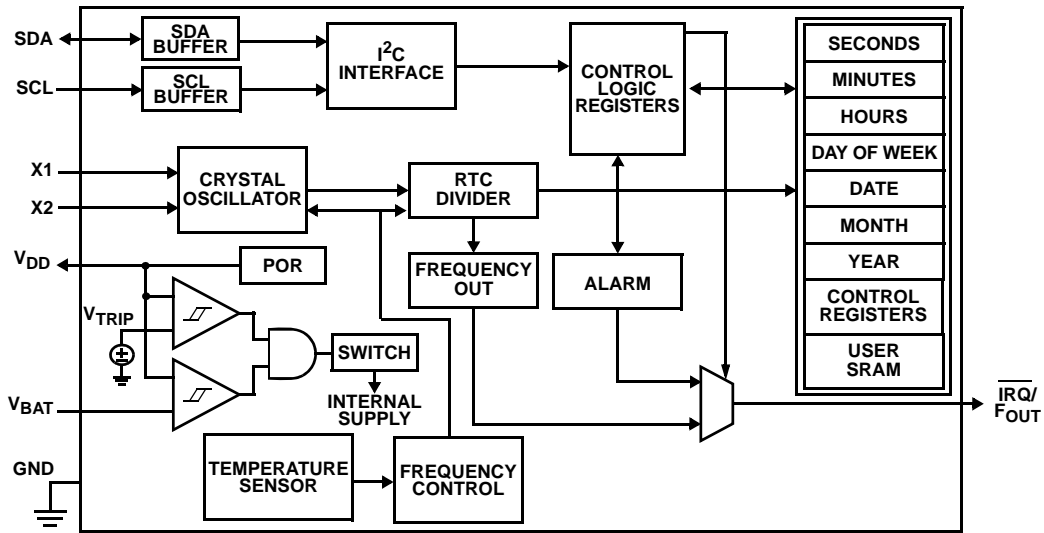 SDA
SDA
BUFFER
SCL
SCL
BUFFER
I²C
INTERFACE
CONTROL
LOGIC
REGISTERS
SECONDS
MINUTES
HOURS
DAY OF WEEK
DATE
MONTH
YEAR
CONTROL
REGISTERS
USER
SRAM
X1
X2
CRYSTAL
OSCILLATOR
RTC
DIVIDER
FREQUENCY
OUT
ALARM
VDD
POR
VTRIP
SWITCH
INTERNAL
SUPPLY
VBAT
IRQ/
FOUT
GND
TEMPERATURE
SENSOR
FREQUENCY
CONTROL